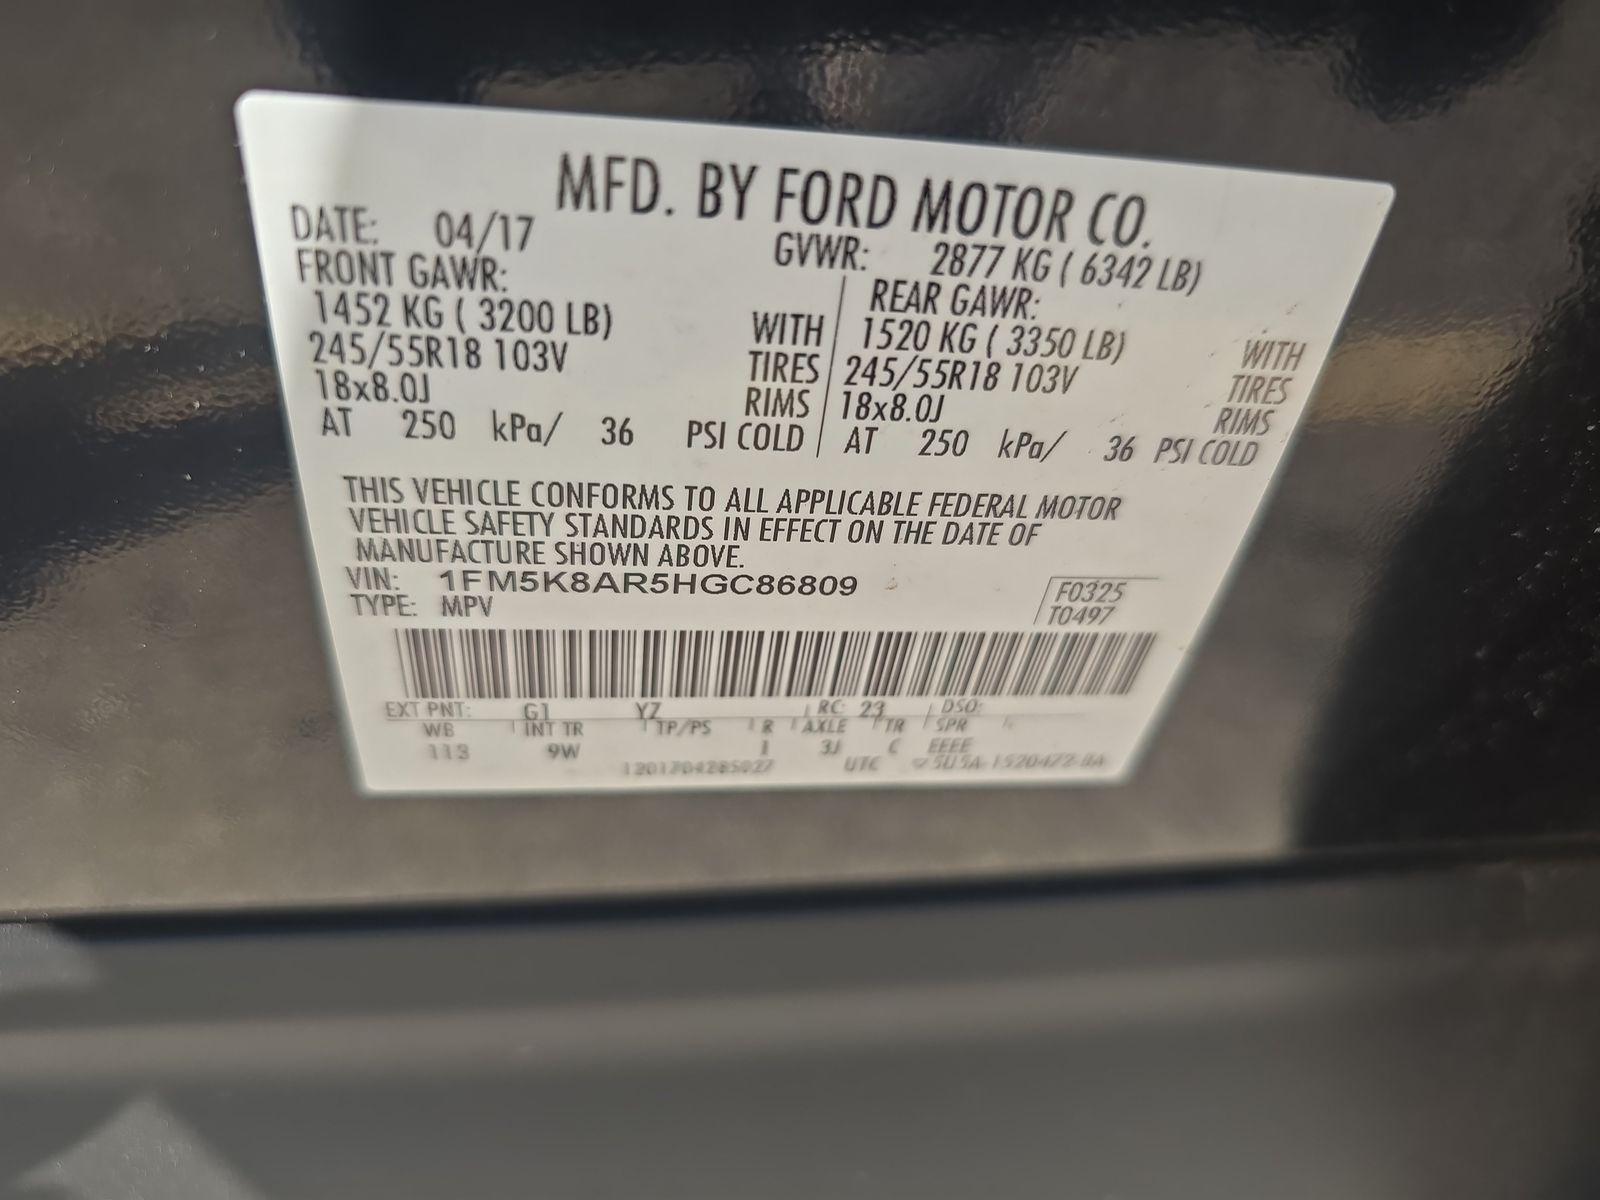 MFD. BY FORD MOTOR CO.
DATE: 04/17 GVWR: 2877 KG ( 6342 LB)
FRONT GAWR: REAR GAWR:
1452 KG ( 3200 LB) WITH 1520 KG ( 3350 LB) WITH
245/55R18 103V TIRES 245/55R18 103V TIRES
18x8.0J RIMS 18x8.0J RIMS
AT 250 kPa/ 36 PSI COLD AT 250 kPa/ 36 PSI COLD
THIS VEHICLE CONFORMS TO ALL APPLICABLE FEDERAL MOTOR
VEHICLE SAFETY STANDARDS IN EFFECT ON THE DATE OF
MANUFACTURE SHOWN ABOVE.
VIN: 1FM5K8AR5HGC86809 F0325
TYPE: MPV T0497
EXT PNT: G1 YZ RC: 23 DSO:
WB INT TR TP/PS R AXLE TR SPR
113 9W 1 3J C EEEE
1201704285027 UTC